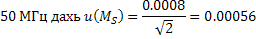 50 МГц дахь u(M_S) = 0.0008 / √2 = 0.00056